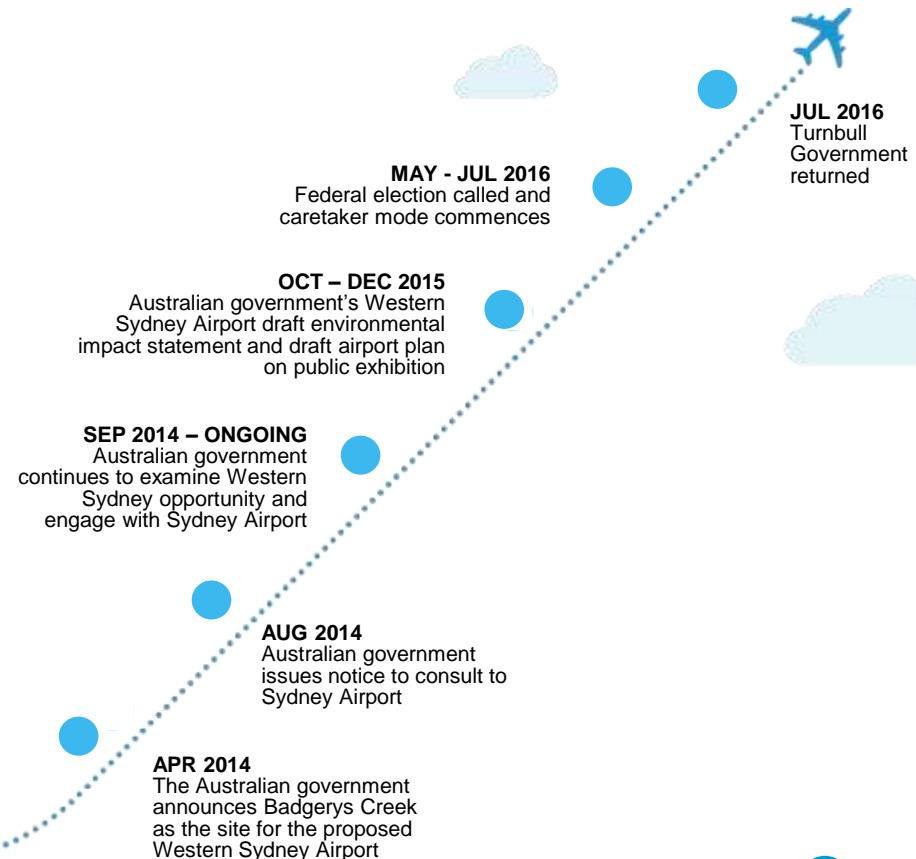 JUL 2016
Turnbull
Government
returned
MAY - JUL 2016
Federal election called and
caretaker mode commences
OCT – DEC 2015
Australian government’s Western
Sydney Airport draft environmental
impact statement and draft airport plan
on public exhibition
SEP 2014 – ONGOING
Australian government
continues to examine Western
Sydney opportunity and
engage with Sydney Airport
AUG 2014
Australian government
issues notice to consult to
Sydney Airport
APR 2014
The Australian government
announces Badgerys Creek
as the site for the proposed
Western Sydney Airport